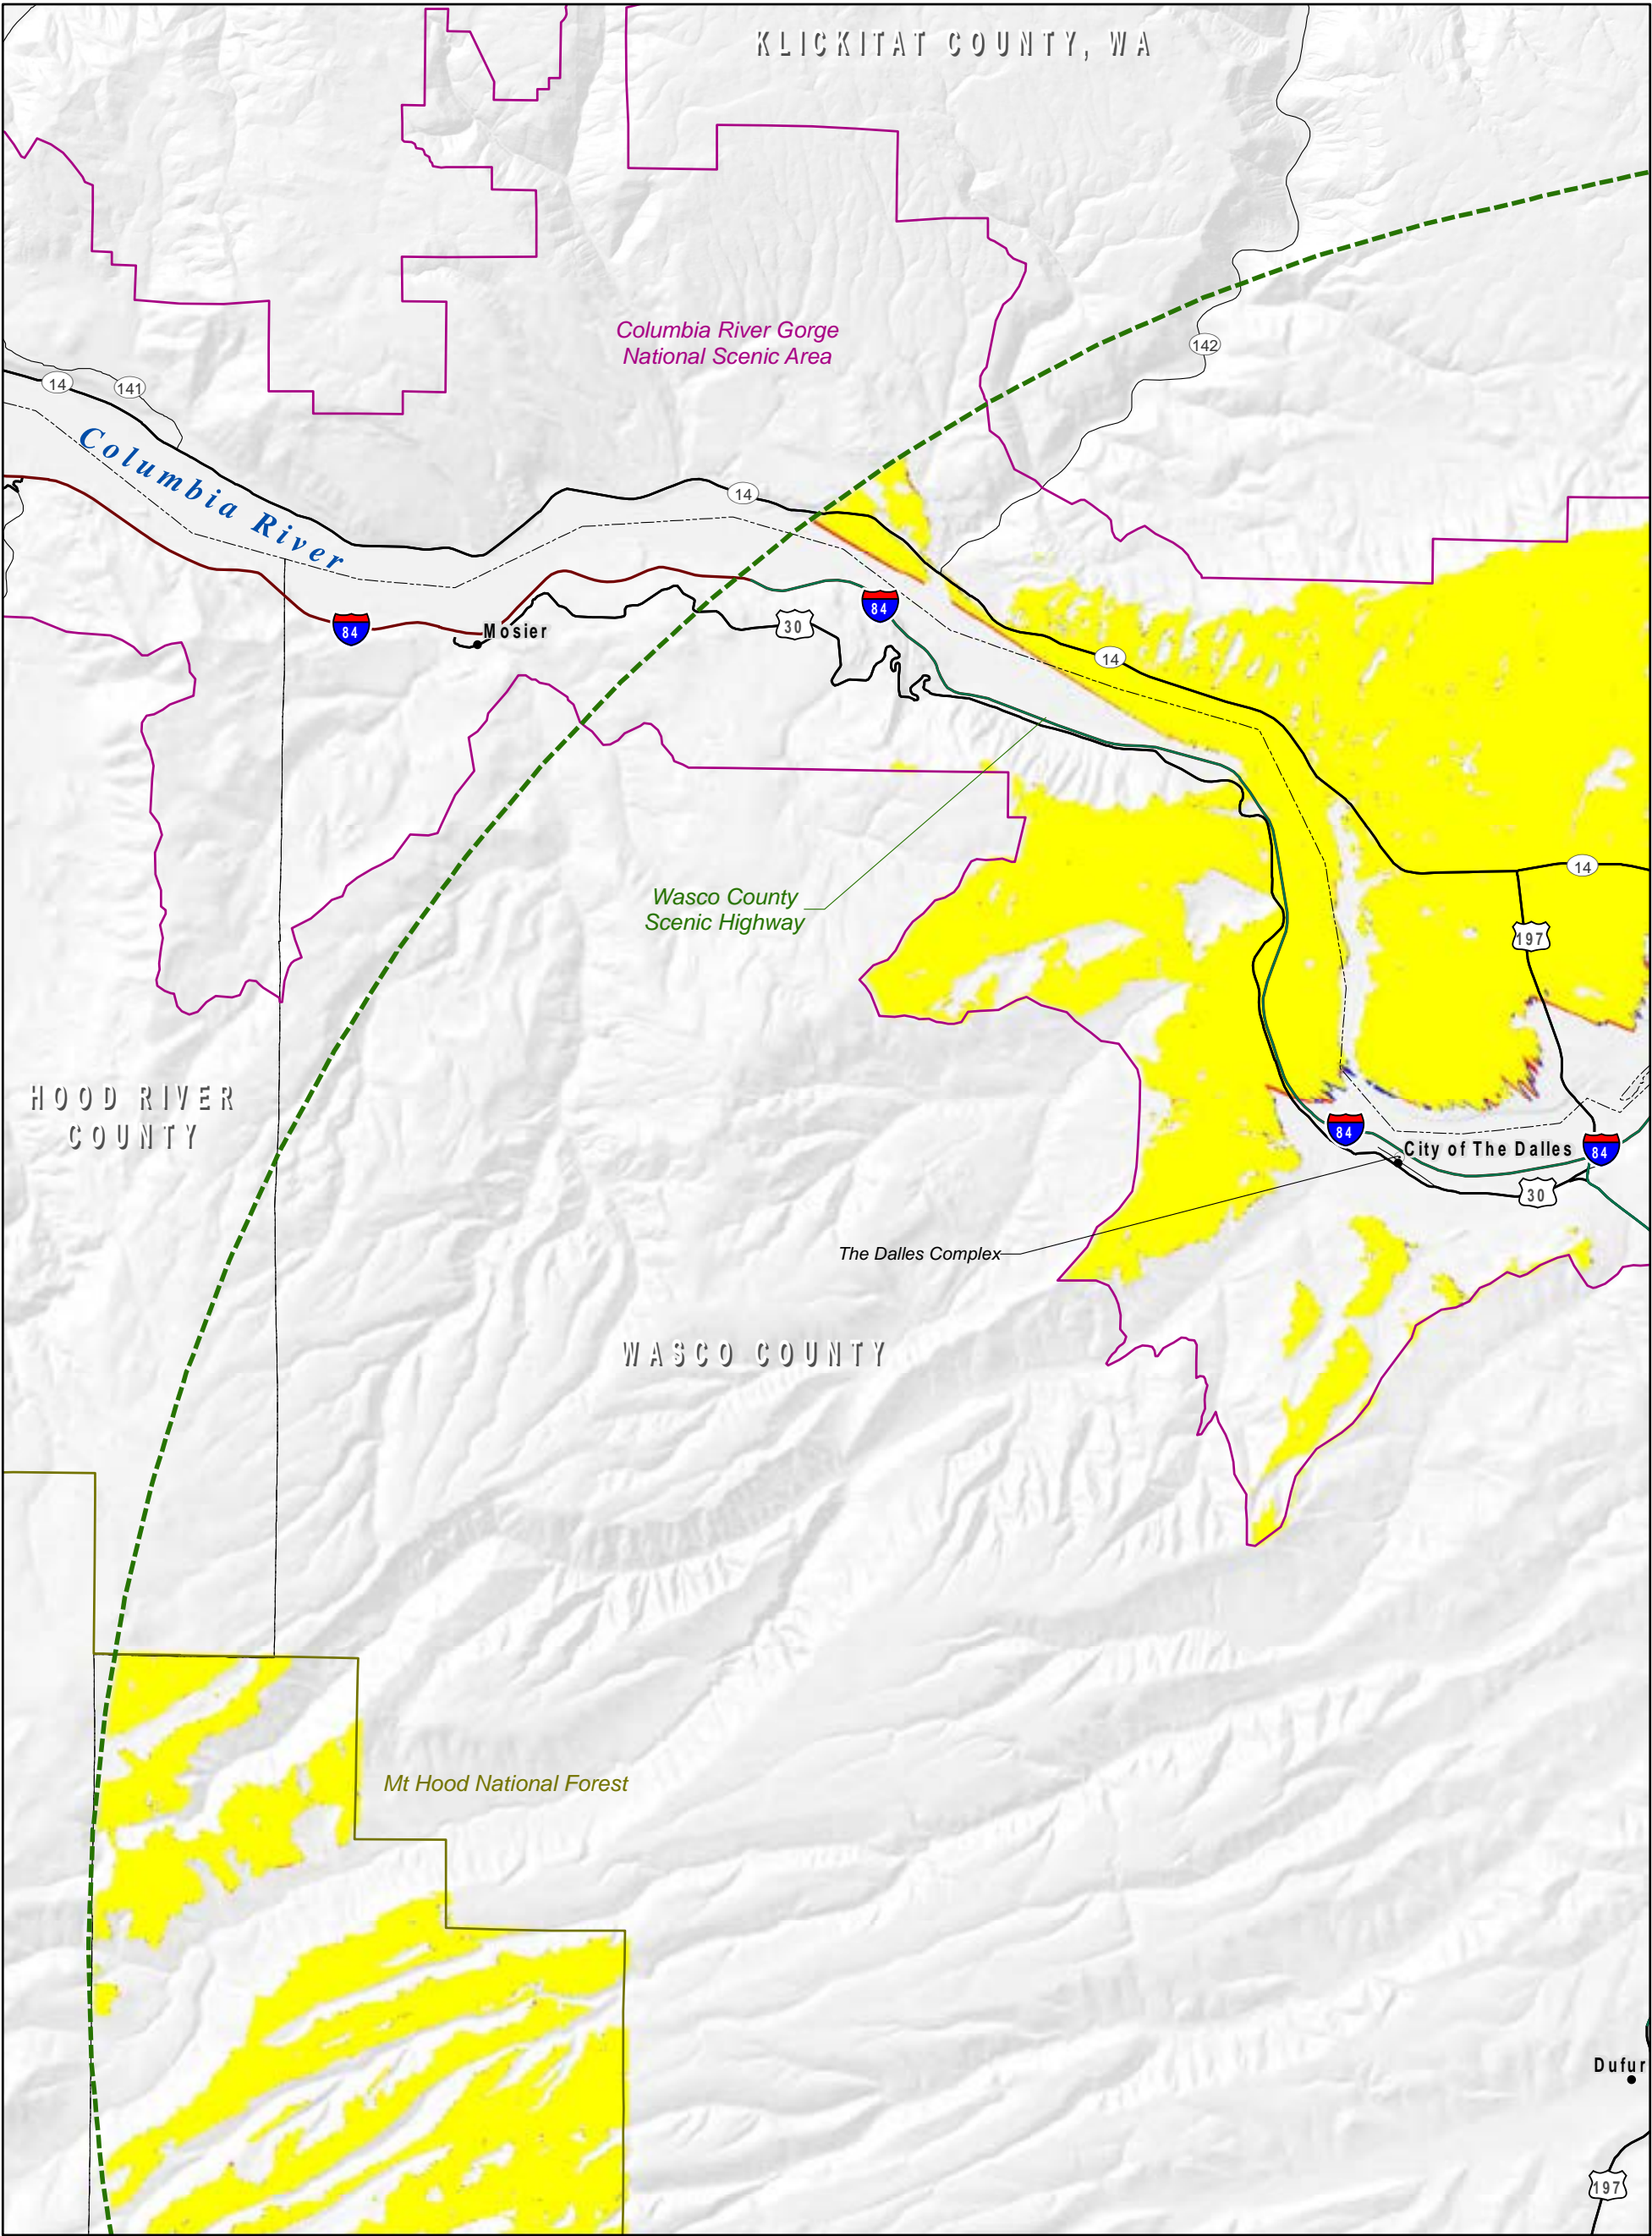 KLICKITAT COUNTY, WA
Columbia River Gorge
National Scenic Area
142
14
141
Columbia River
14
84
Mosier
30
84
14
14
Wasco County
Scenic Highway
197
HOOD RIVER
COUNTY
84
City of The Dalles
84
30
The Dalles Complex
WASCO COUNTY
Mt Hood National Forest
Dufur
197